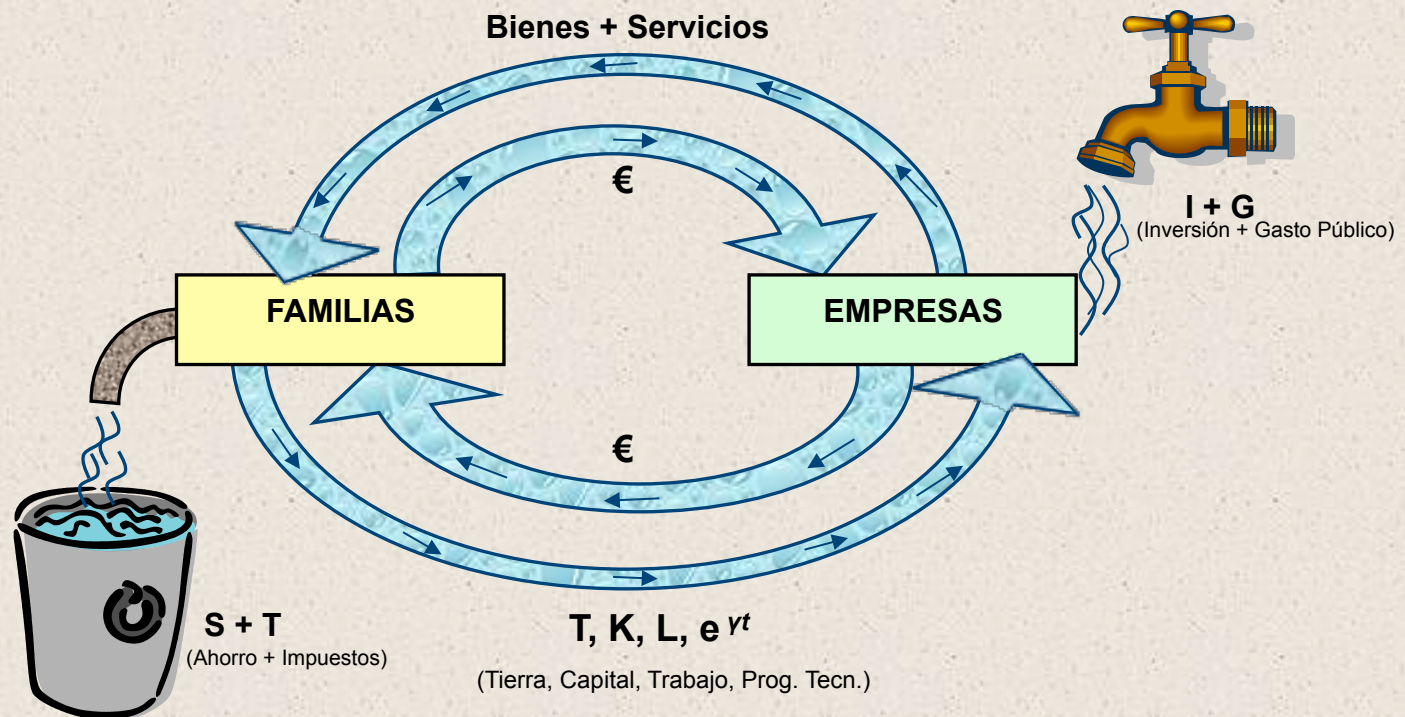 Bienes + Servicios
€
I + G
(Inversión + Gasto Público)
FAMILIAS
EMPRESAS
€
S + T
(Ahorro + Impuestos)
T, K, L, e γt
(Tierra, Capital, Trabajo, Prog. Tecn.)